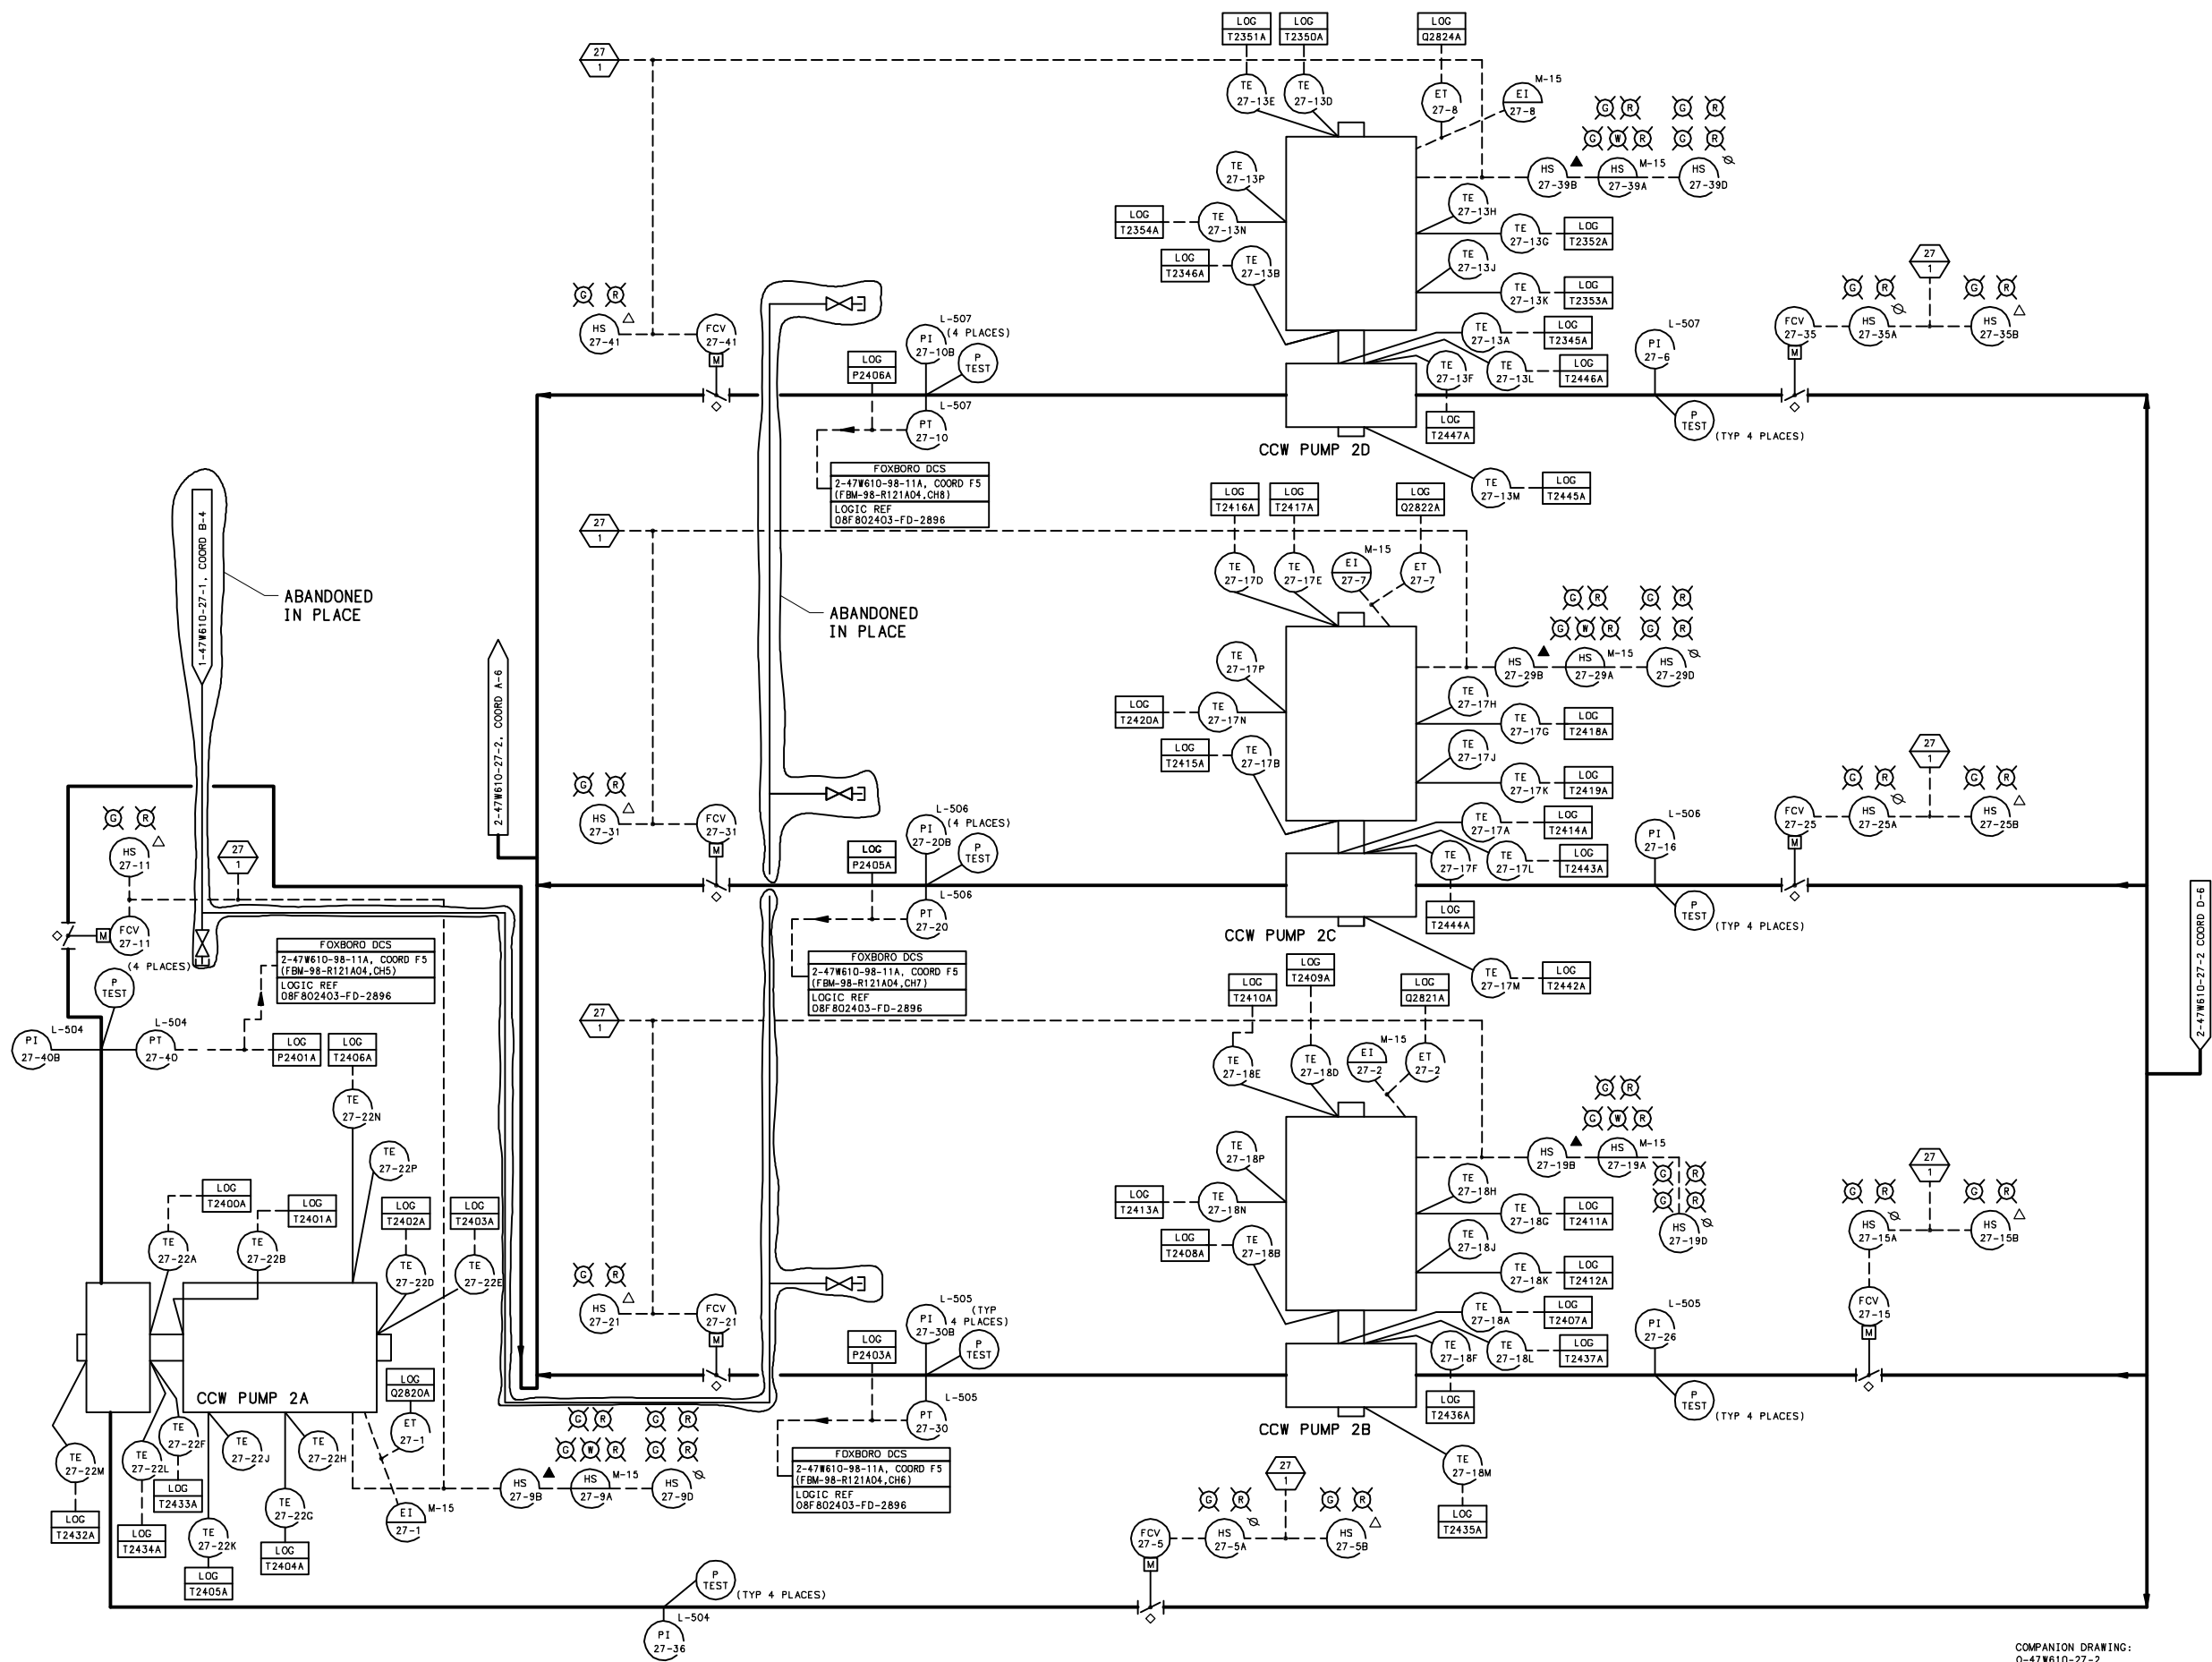 LOG
T2351A
LOG
T2350A
LOG
Q2824A
27
1
TE
27-13E
TE
27-13D
ET
27-8
EI
27-8
M-15
G R G R
G W R G R
HS
27-39B
HS
27-39A
M-15
HS
27-39D
TE
27-13P
TE
27-13H
LOG
T2354A
TE
27-13N
TE
27-13G
LOG
T2352A
LOG
T2346A
TE
27-13B
TE
27-13J
TE
27-13K
LOG
T2353A
27
1
G R
HS
27-41
FCV
27-41
M
L-507
(4 PLACES)
PI
27-10B
P
TEST
LOG
P2406A
L-507
PT
27-10
TE
27-13A
LOG
T2345A
TE
27-13F
TE
27-13L
LOG
T2446A
LOG
T2447A
L-507
PI
27-6
P
TEST
(TYP 4 PLACES)
G R G R
FCV
27-35
M
HS
27-35A
HS
27-35B
CCW PUMP 2D
FOXBORO DCS
2-47W610-98-11A, COORD F5
(FBM-98-R121A04,CH8)
LOGIC REF
08F802403-FD-2896
TE
27-13M
LOG
T2445A
1-47W610-27-1, COORD B-4
ABANDONED
IN PLACE
ABANDONED
IN PLACE
2-47W610-27-2, COORD A-6
27
1
LOG
T2416A
LOG
T2417A
LOG
Q2822A
TE
27-17D
TE
27-17E
EI
27-7
M-15
ET
27-7
G R G R
G W R G R
HS
27-29B
HS
27-29A
M-15
HS
27-29D
TE
27-17P
TE
27-17H
LOG
T2420A
TE
27-17N
TE
27-17G
LOG
T2418A
LOG
T2415A
TE
27-17B
TE
27-17J
TE
27-17K
LOG
T2419A
27
1
G R
HS
27-31
FCV
27-31
M
L-506
(4 PLACES)
PI
27-20B
P
TEST
LOG
P2405A
L-506
PT
27-20
TE
27-17A
LOG
T2414A
TE
27-17F
TE
27-17L
LOG
T2443A
LOG
T2444A
L-506
PI
27-16
P
TEST
(TYP 4 PLACES)
G R G R
FCV
27-25
M
HS
27-25A
HS
27-25B
CCW PUMP 2C
FOXBORO DCS
2-47W610-98-11A, COORD F5
(FBM-98-R121A04,CH7)
LOGIC REF
08F802403-FD-2896
TE
27-17M
LOG
T2442A
2-47W610-27-2 COORD D-6
G R
HS
27-11
27
1
M
FCV
27-11
(4 PLACES)
P
TEST
FOXBORO DCS
2-47W610-98-11A, COORD F5
(FBM-98-R121A04,CH5)
LOGIC REF
08F802403-FD-2896
L-504
PI
27-40B
L-504
PT
27-40
LOG
P2401A
LOG
T2406A
TE
27-22N
TE
27-22P
LOG
T2400A
LOG
T2401A
LOG
T2402A
LOG
T2403A
TE
27-22A
TE
27-22B
TE
27-22D
TE
27-22E
CCW PUMP 2A
LOG
Q2820A
ET
27-1
TE
27-22M
TE
27-22L
TE
27-22F
TE
27-22J
TE
27-22H
LOG
T2432A
LOG
T2434A
LOG
T2433A
TE
27-22K
TE
27-22G
LOG
T2405A
LOG
T2404A
EI
27-1
M-15
G R G R
G W R G R
HS
27-9B
HS
27-9A
M-15
HS
27-9D
27
1
LOG
T2410A
LOG
T2409A
LOG
Q2821A
TE
27-18E
TE
27-18D
EI
27-2
M-15
ET
27-2
G R
G W R
HS
27-19B
HS
27-19A
M-15
G R
G R
HS
27-19D
TE
27-18P
TE
27-18H
LOG
T2413A
TE
27-18N
TE
27-18G
LOG
T2411A
LOG
T2408A
TE
27-18B
TE
27-18J
TE
27-18K
LOG
T2412A
27
1
G R G R
HS
27-15A
HS
27-15B
FCV
27-15
M
G R
HS
27-21
FCV
27-21
M
L-505
(TYP
4 PLACES)
PI
27-30B
P
TEST
LOG
P2403A
L-505
PT
27-30
TE
27-18A
LOG
T2407A
TE
27-18F
TE
27-18L
LOG
T2437A
LOG
T2436A
L-505
PI
27-26
P
TEST
(TYP 4 PLACES)
CCW PUMP 2B
FOXBORO DCS
2-47W610-98-11A, COORD F5
(FBM-98-R121A04,CH6)
LOGIC REF
08F802403-FD-2896
TE
27-18M
LOG
T2435A
27
1
G R G R
FCV
27-5
M
HS
27-5A
HS
27-5B
P
TEST
(TYP 4 PLACES)
L-504
PI
27-36
COMPANION DRAWING:
0-47W610-27-2